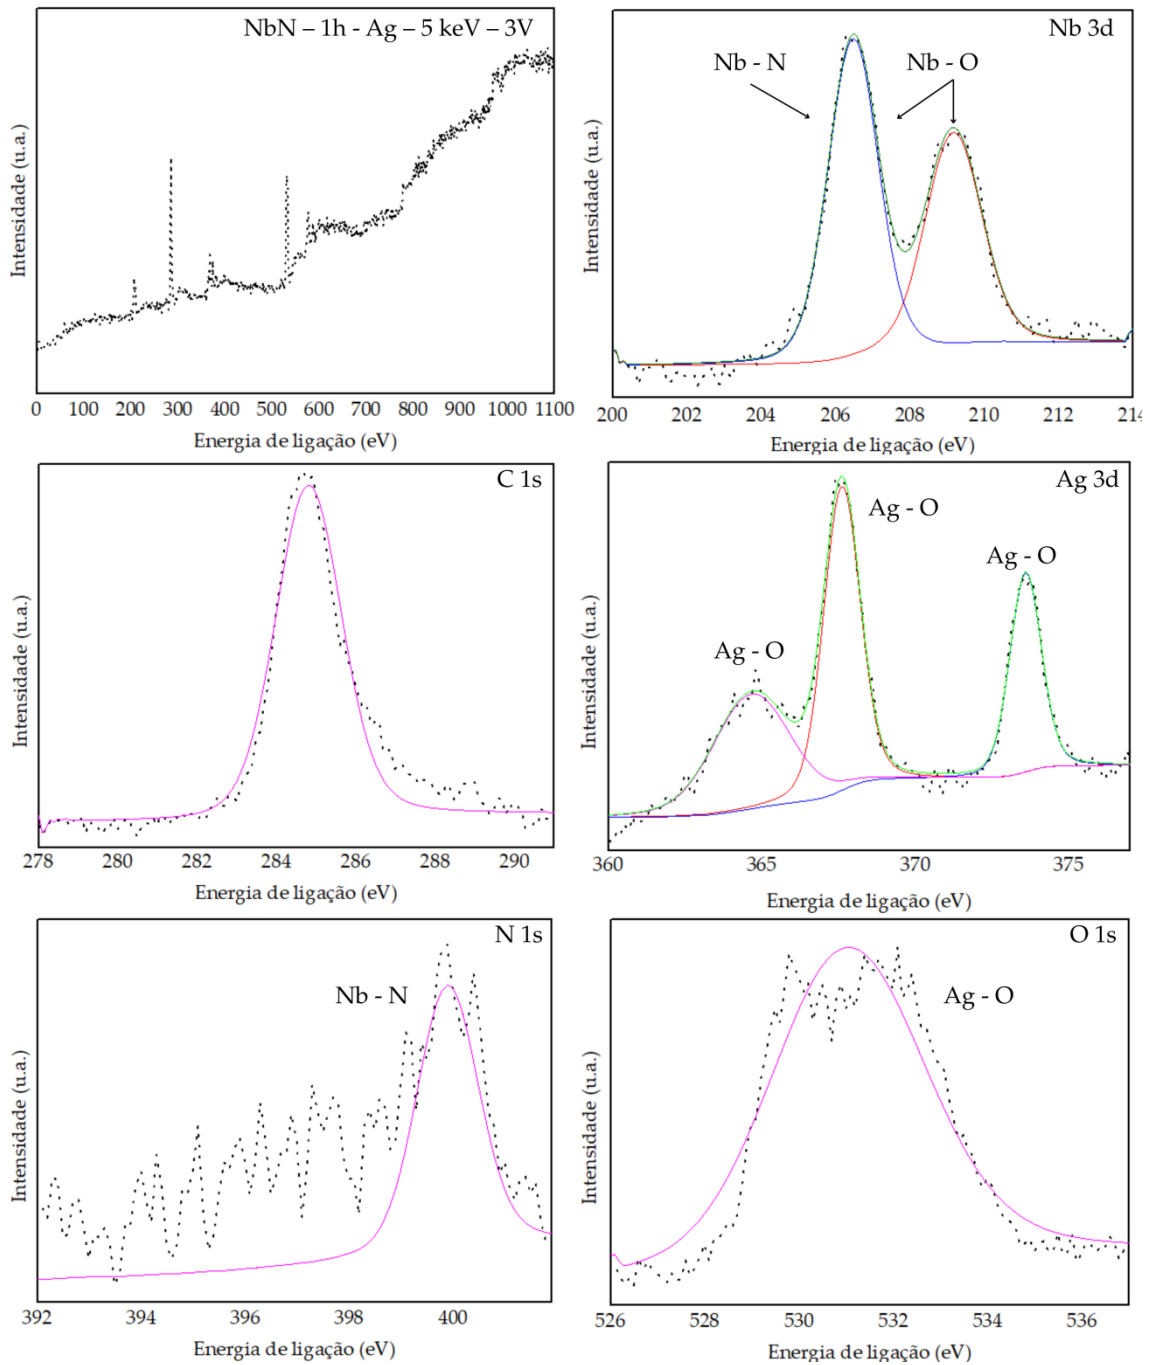 NbN – 1h - Ag – 5 keV – 3V
Intensidade (u.a.)
0 100 200 300 400 500 600 700 800 900 1000 1100
Energia de ligação (eV)
Nb 3d
Nb - N
Nb - O
Intensidade (u.a.)
200 202 204 206 208 210 212 214
Energia de ligação (eV)
C 1s
Intensidade (u.a.)
278 280 282 284 286 288 290
Energia de ligação (eV)
Ag 3d
Ag - O
Ag - O
Ag - O
Intensidade (u.a.)
360 365 370 375
Energia de ligação (eV)
N 1s
Nb - N
Intensidade (u.a.)
392 394 396 398 400
Energia de ligação (eV)
O 1s
Ag - O
Intensidade (u.a.)
526 528 530 532 534 536
Energia de ligação (eV)